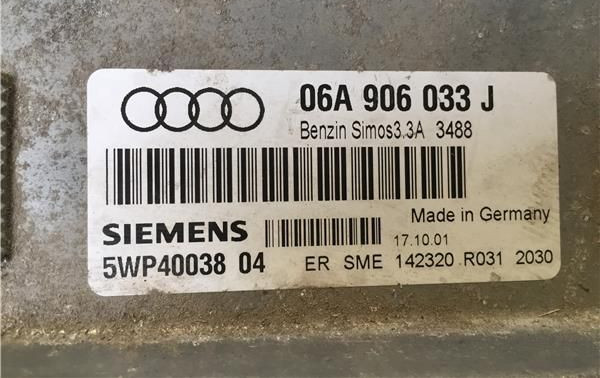 06A 906 033 J
Benzin Simos3.3A 3488
Made in Germany
SIEMENS 17.10.01
5WP40038 04 ER SME 142320 R031 2030